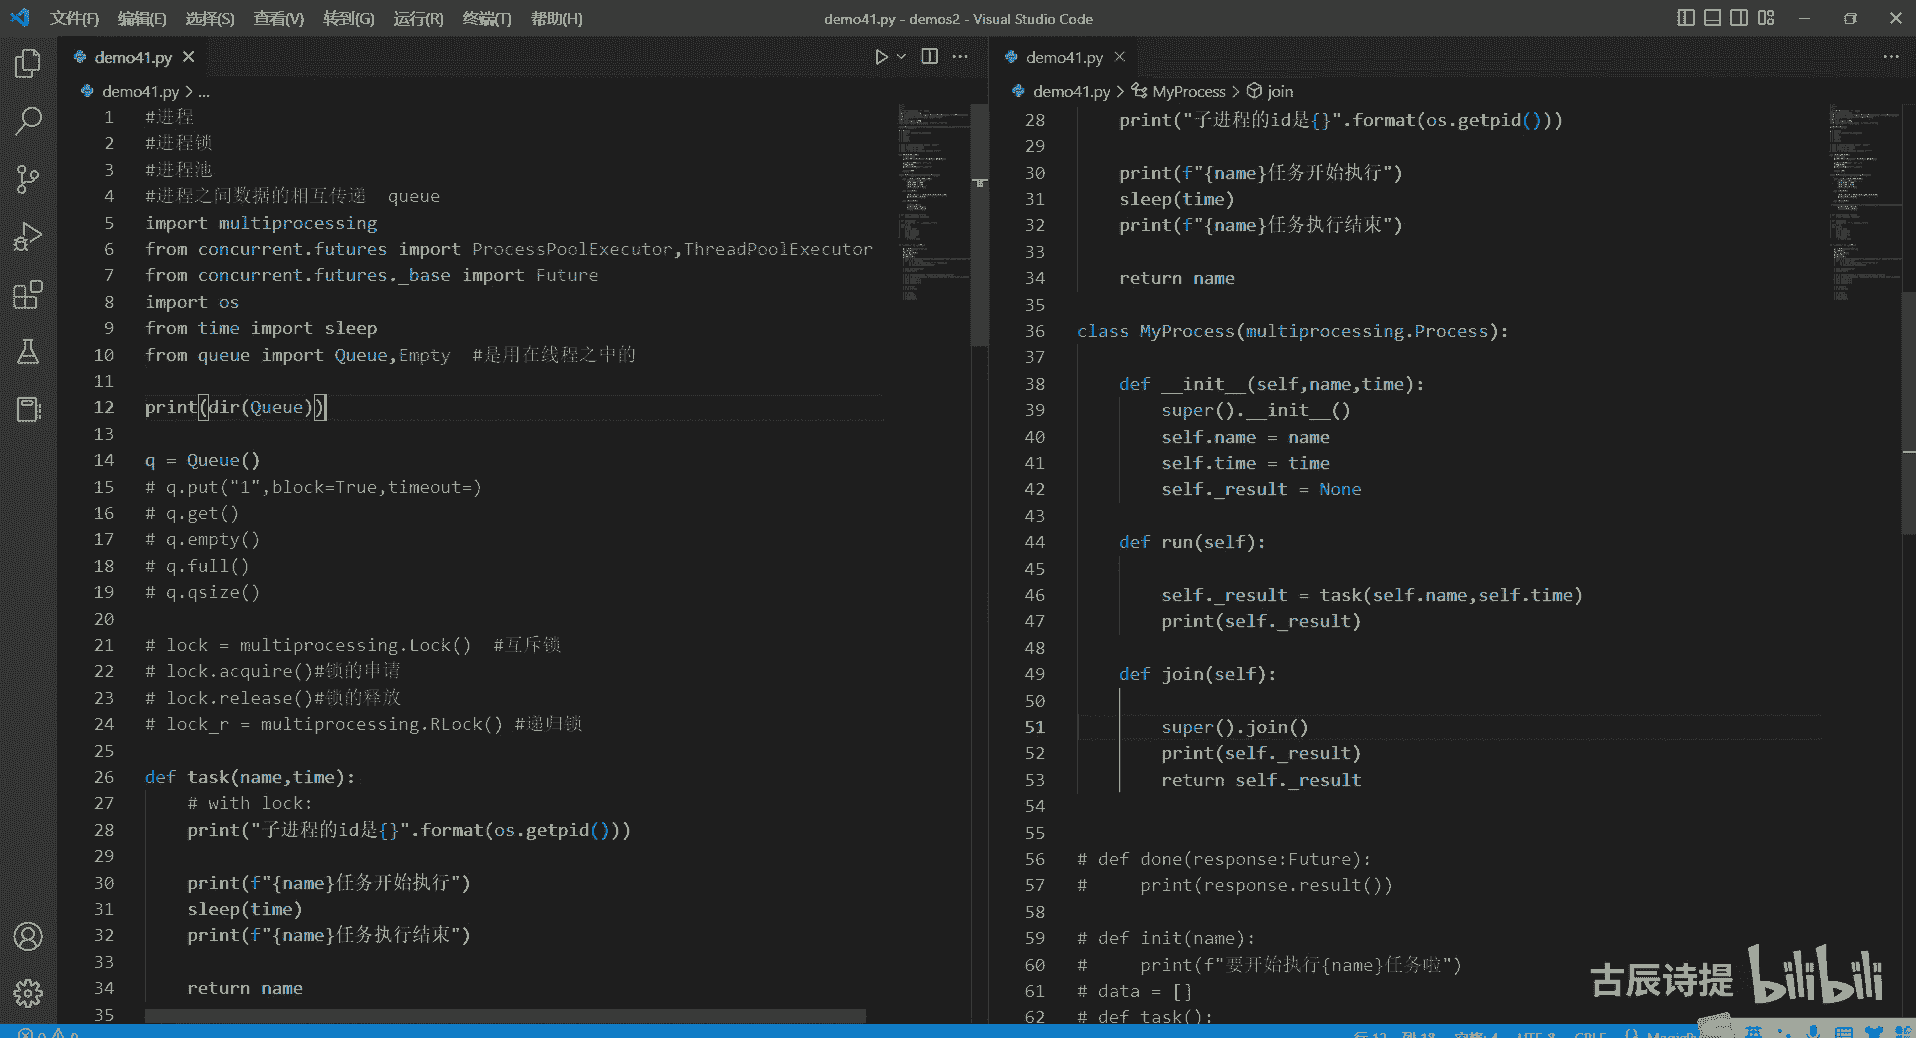 文件(F) 编辑(E) 选择(S) 查看(V) 转到(G) 运行(R) 终端(T) 帮助(H) demo41.py - demos2 - Visual Studio Code
demo41.py
demo41.py > ...
1 #进程
2 #进程锁
3 #进程池
4 #进程之间数据的相互传递  queue
5 import multiprocessing
6 from concurrent.futures import ProcessPoolExecutor,ThreadPoolExecutor
7 from concurrent.futures._base import Future
8 import os
9 from time import sleep
10 from queue import Queue,Empty  #是用在线程之中的
11
12 print(dir(Queue))
13
14 q = Queue()
15 # q.put("1",block=True,timeout=)
16 # q.get()
17 # q.empty()
18 # q.full()
19 # q.qsize()
20
21 # lock = multiprocessing.Lock()  #互斥锁
22 # lock.acquire()#锁的申请
23 # lock.release()#锁的释放
24 # lock_r = multiprocessing.RLock() #递归锁
25
26 def task(name,time):
27     # with lock:
28     print("子进程的id是{}".format(os.getpid()))
29
30     print(f"{name}任务开始执行")
31     sleep(time)
32     print(f"{name}任务执行结束")
33
34     return name
35
demo41.py
demo41.py > MyProcess > join
28     print("子进程的id是{}".format(os.getpid()))
29
30     print(f"{name}任务开始执行")
31     sleep(time)
32     print(f"{name}任务执行结束")
33
34     return name
35
36 class MyProcess(multiprocessing.Process):
37
38     def __init__(self,name,time):
39         super().__init__()
40         self.name = name
41         self.time = time
42         self._result = None
43
44     def run(self):
45
46         self._result = task(self.name,self.time)
47         print(self._result)
48
49     def join(self):
50
51         super().join()
52         print(self._result)
53         return self._result
54
55
56 # def done(response:Future):
57 #     print(response.result())
58
59 # def init(name):
60 #     print(f"要开始执行{name}任务啦")
61 # data = []
62 # def task():
古辰诗提 bilibili
行 12, 列 18 空格: 4 UTF-8 CRLF
英